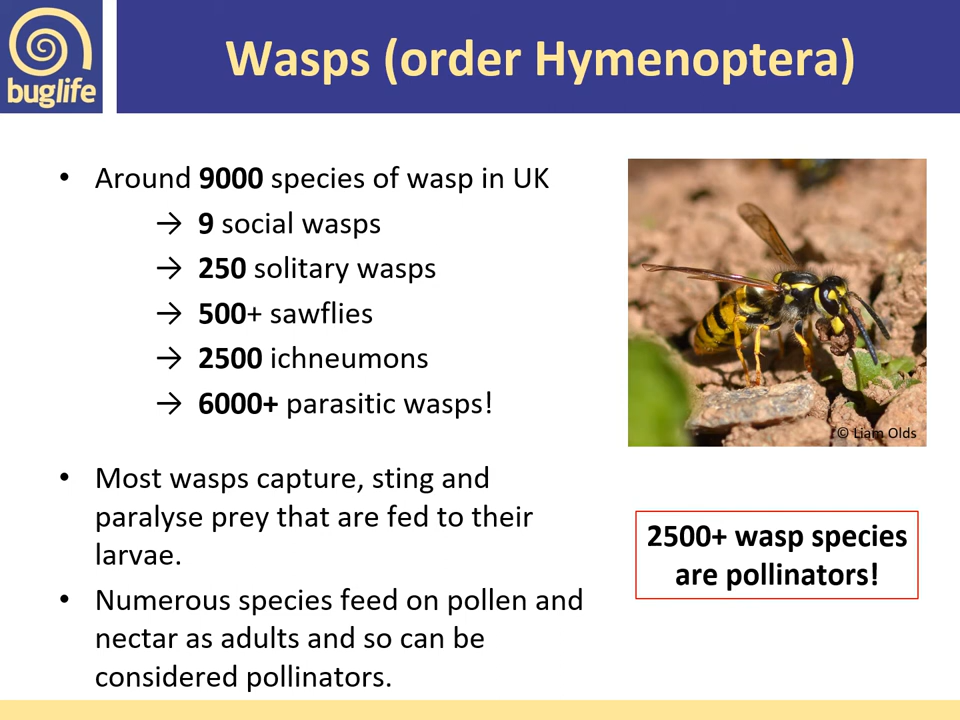 buglife
Wasps (order Hymenoptera)
• Around 9000 species of wasp in UK
→ 9 social wasps
→ 250 solitary wasps
→ 500+ sawflies
→ 2500 ichneumons
→ 6000+ parasitic wasps!
• Most wasps capture, sting and
paralyse prey that are fed to their
larvae.
• Numerous species feed on pollen and
nectar as adults and so can be
considered pollinators.
© Liam Olds
2500+ wasp species
are pollinators!